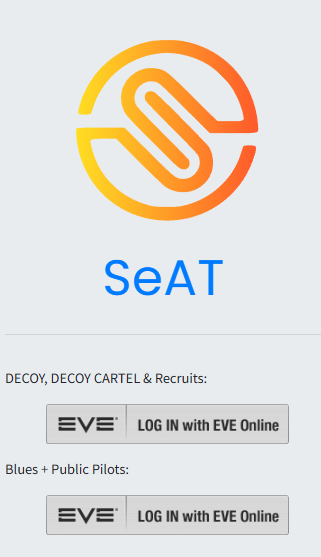 SeAT
DECOY, DECOY CARTEL & Recruits:
EVE LOG IN with EVE Online
Blues + Public Pilots:
EVE LOG IN with EVE Online